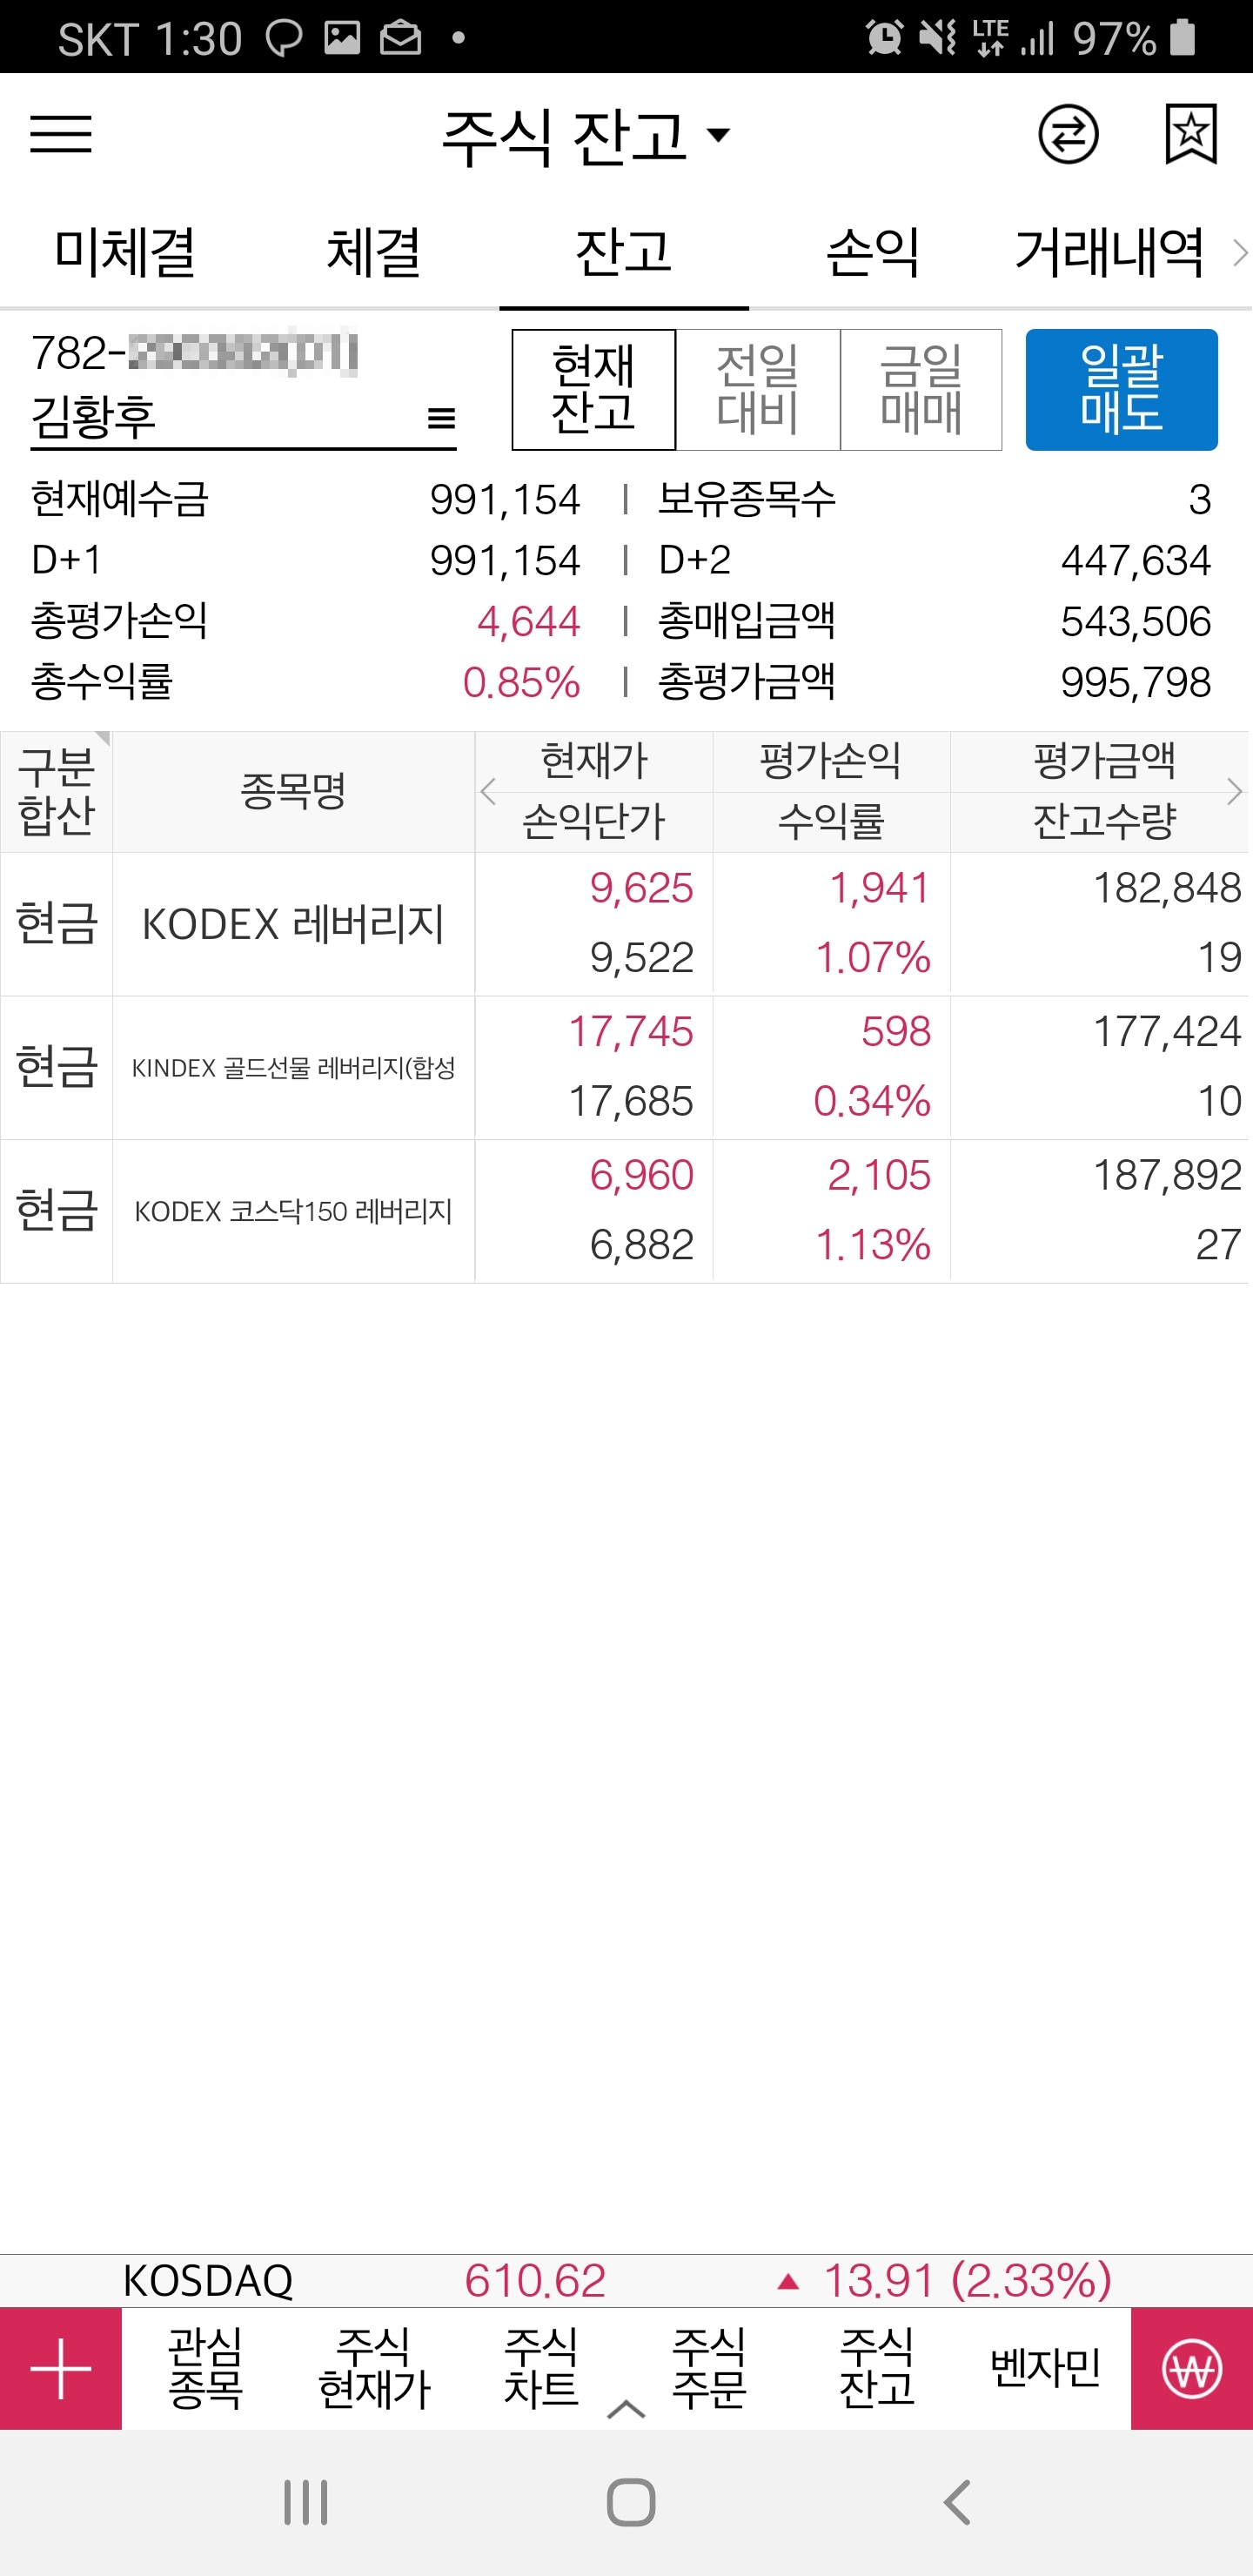 SKT 1:30 LTE 97%
주식 잔고
미체결 체결 잔고 손익 거래내역
782-
김황후
현재
잔고
전일
대비
금일
매매
일괄
매도
현재예수금 991,154 보유종목수 3
D+1 991,154 D+2 447,634
총평가손익 4,644 총매입금액 543,506
총수익률 0.85% 총평가금액 995,798
구분
합산
종목명
현재가 평가손익 평가금액
손익단가 수익률 잔고수량
현금 KODEX 레버리지
9,625 1,941 182,848
9,522 1.07% 19
현금 KINDEX 골드선물 레버리지(합성
17,745 598 177,424
17,685 0.34% 10
현금 KODEX 코스닥150 레버리지
6,960 2,105 187,892
6,882 1.13% 27
KOSDAQ 610.62 ▲ 13.91 (2.33%)
관심
종목
주식
현재가
주식
차트
주식
주문
주식
잔고
벤자민